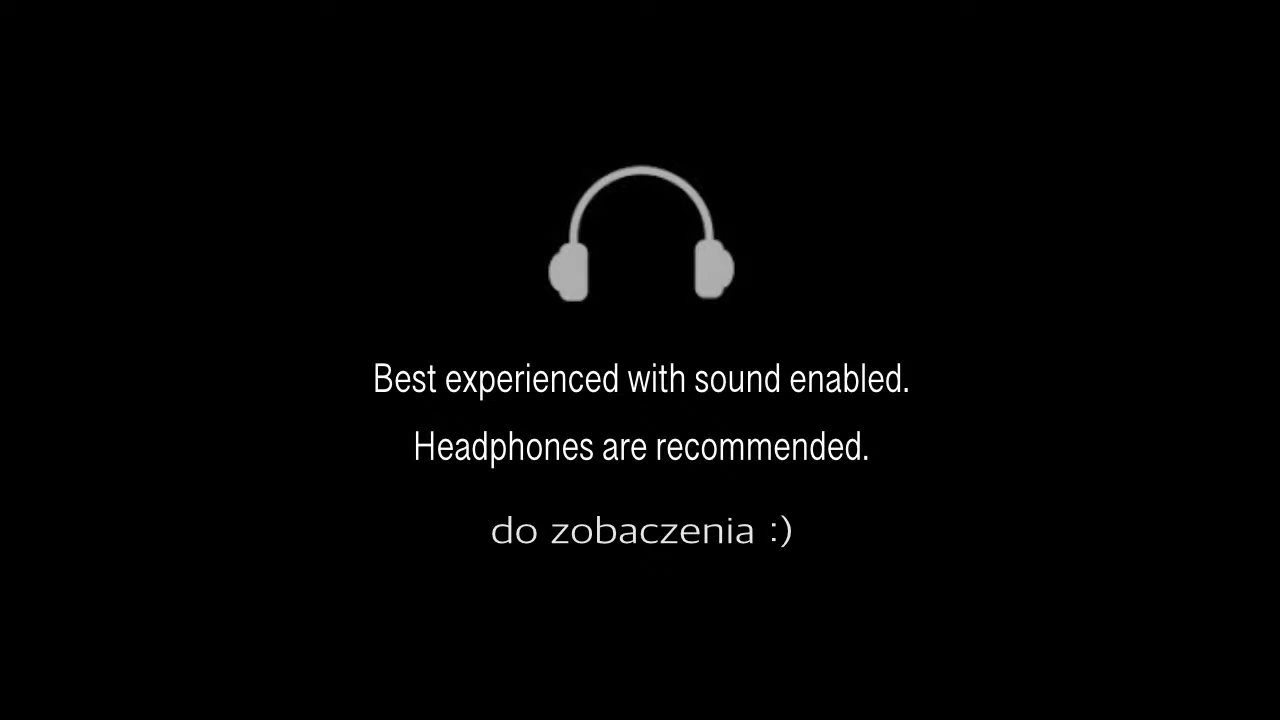 Best experienced with sound enabled.
Headphones are recommended.
do zobaczenia :)